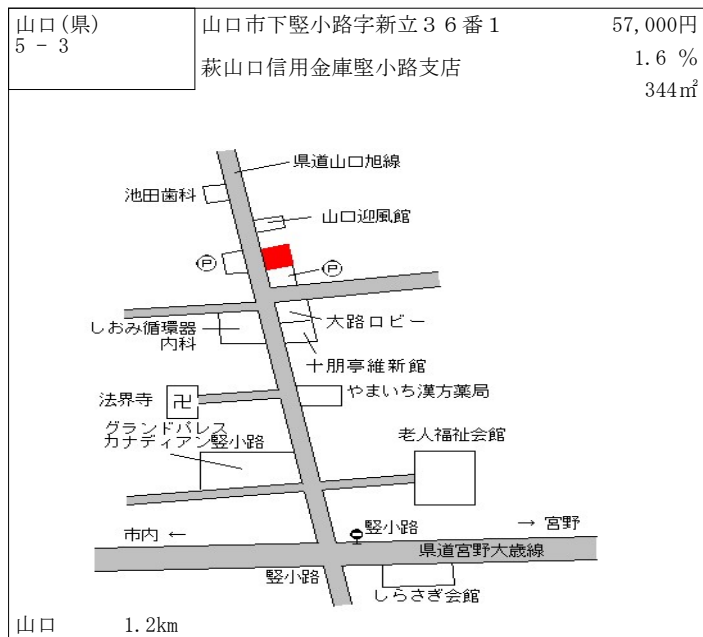 山口(県)
5 - 3
山口市下竪小路字新立３６番１
57,000円
萩山口信用金庫竪小路支店
1.6 %
344㎡
県道山口旭線
池田歯科
山口迎風館
Ⓟ
Ⓟ
大路ロビー
しおみ循環器
内科
十朋亭維新館
やまいち漢方薬局
法界寺
卍
グランドパレス
カナディアン竪小路
老人福祉会館
市内 ←
竪小路
→ 宮野
県道宮野大歳線
竪小路
しらさぎ会館
山口 1.2km